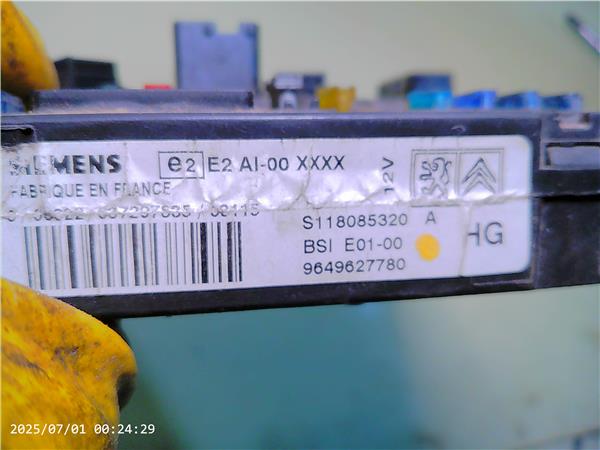 SIEMENS e2 E2 AI-00 XXXX
FABRIQUE EN FRANCE
12V
S118085320 A
BSI E01-00
9649627780
HG
2025/07/01 00:24:29